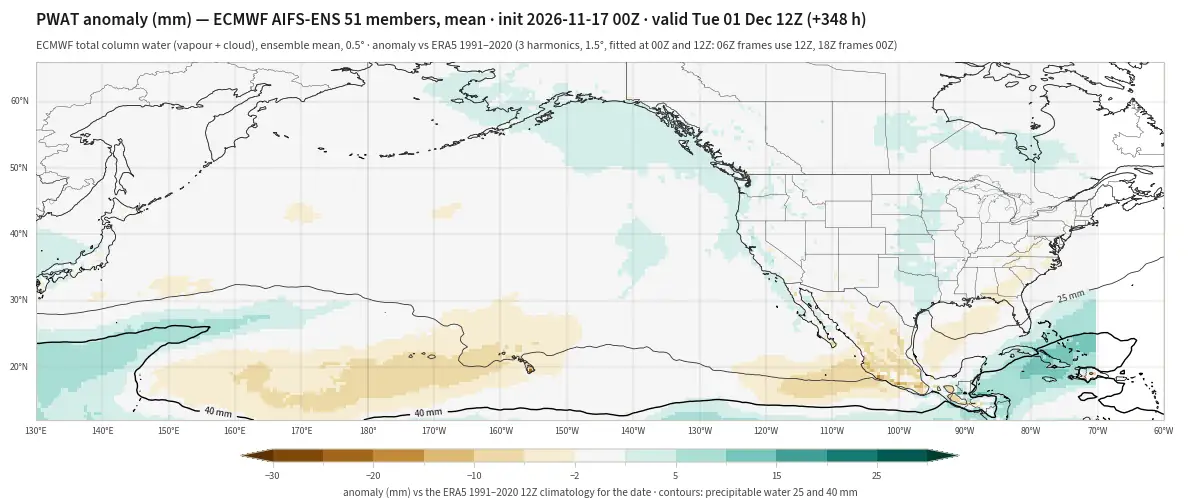 PWAT anomaly (mm) — ECMWF AIFS-ENS 51 members, mean · init 2026-11-17 00Z · valid Tue 01 Dec 12Z (+348 h)
ECMWF total column water (vapour + cloud), ensemble mean, 0.5° · anomaly vs ERA5 1991–2020 (3 harmonics, 1.5°, fitted at 00Z and 12Z: 06Z frames use 12Z, 18Z frames 00Z)
60°N
50°N
40°N
30°N
25 mm
20°N
40 mm
40 mm
130°E 140°E 150°E 160°E 170°E 180° 170°W 160°W 150°W 140°W 130°W 120°W 110°W 100°W 90°W 80°W 70°W 60°W
−30 −20 −10 −2 5 15 25
anomaly (mm) vs the ERA5 1991–2020 12Z climatology for the date · contours: precipitable water 25 and 40 mm